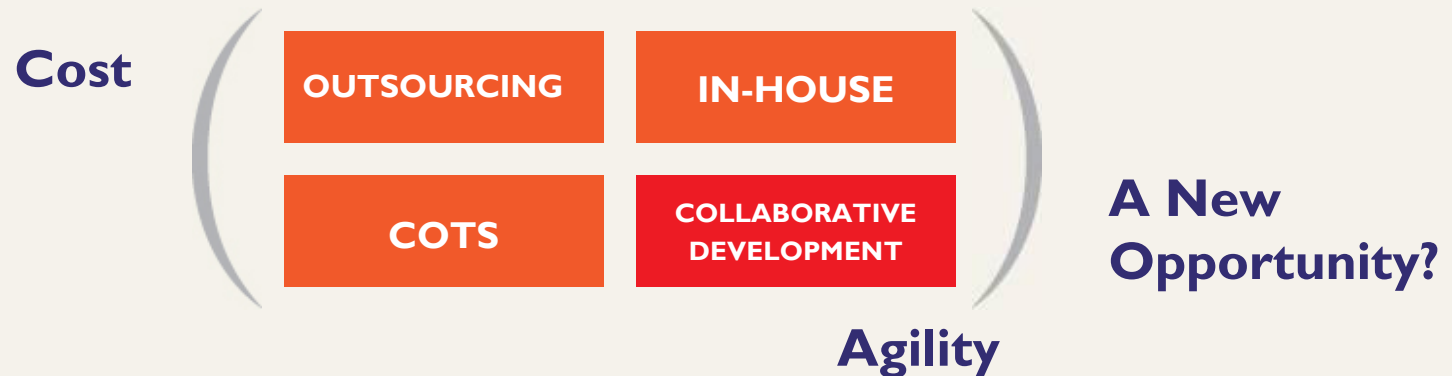 Cost
OUTSOURCING
IN-HOUSE
COTS
COLLABORATIVE
DEVELOPMENT
A New
Opportunity?
Agility